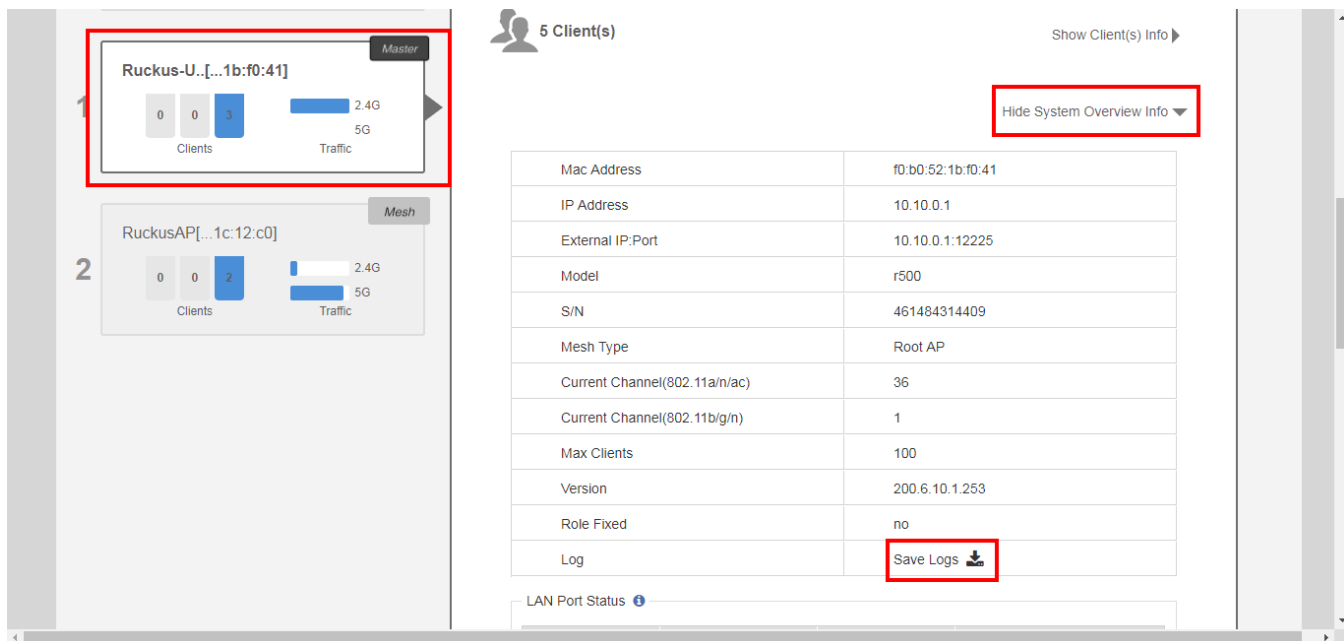 Master
Ruckus-U..[...1b:f0:41]
1
0 0 3
2.4G
5G
Clients Traffic
Mesh
RuckusAP[...1c:12:c0]
2
0 0 2
2.4G
5G
Clients Traffic
5 Client(s)
Show Client(s) Info
Hide System Overview Info
Mac Address f0:b0:52:1b:f0:41
IP Address 10.10.0.1
External IP:Port 10.10.0.1:12225
Model r500
S/N 461484314409
Mesh Type Root AP
Current Channel(802.11a/n/ac) 36
Current Channel(802.11b/g/n) 1
Max Clients 100
Version 200.6.10.1.253
Role Fixed no
Log Save Logs
LAN Port Status